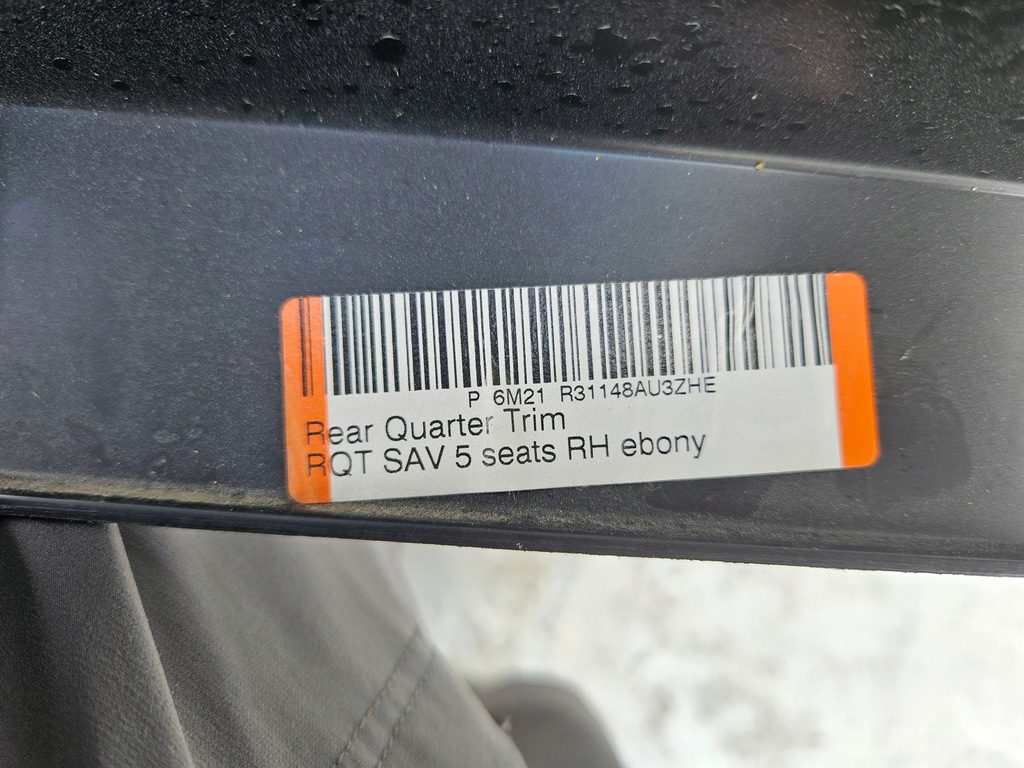 P 6M21 R31148AU3ZHE
Rear Quarter Trim
RQT SAV 5 seats RH ebony